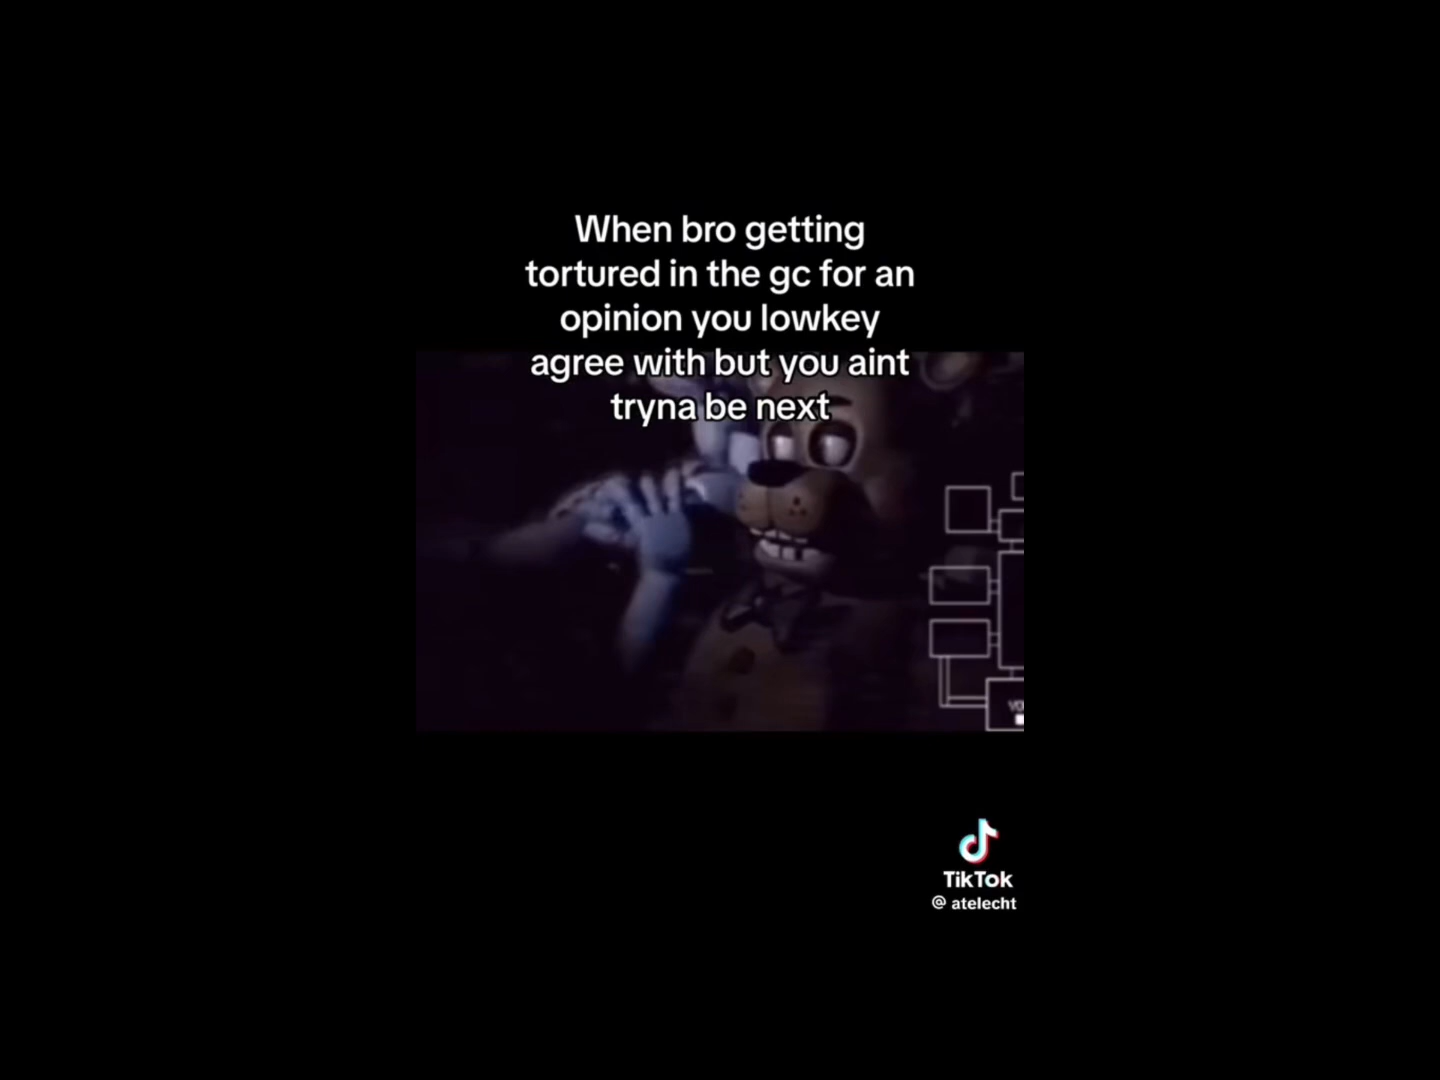 When bro getting
tortured in the gc for an
opinion you lowkey
agree with but you aint
tryna be next
TikTok
@ atelecht